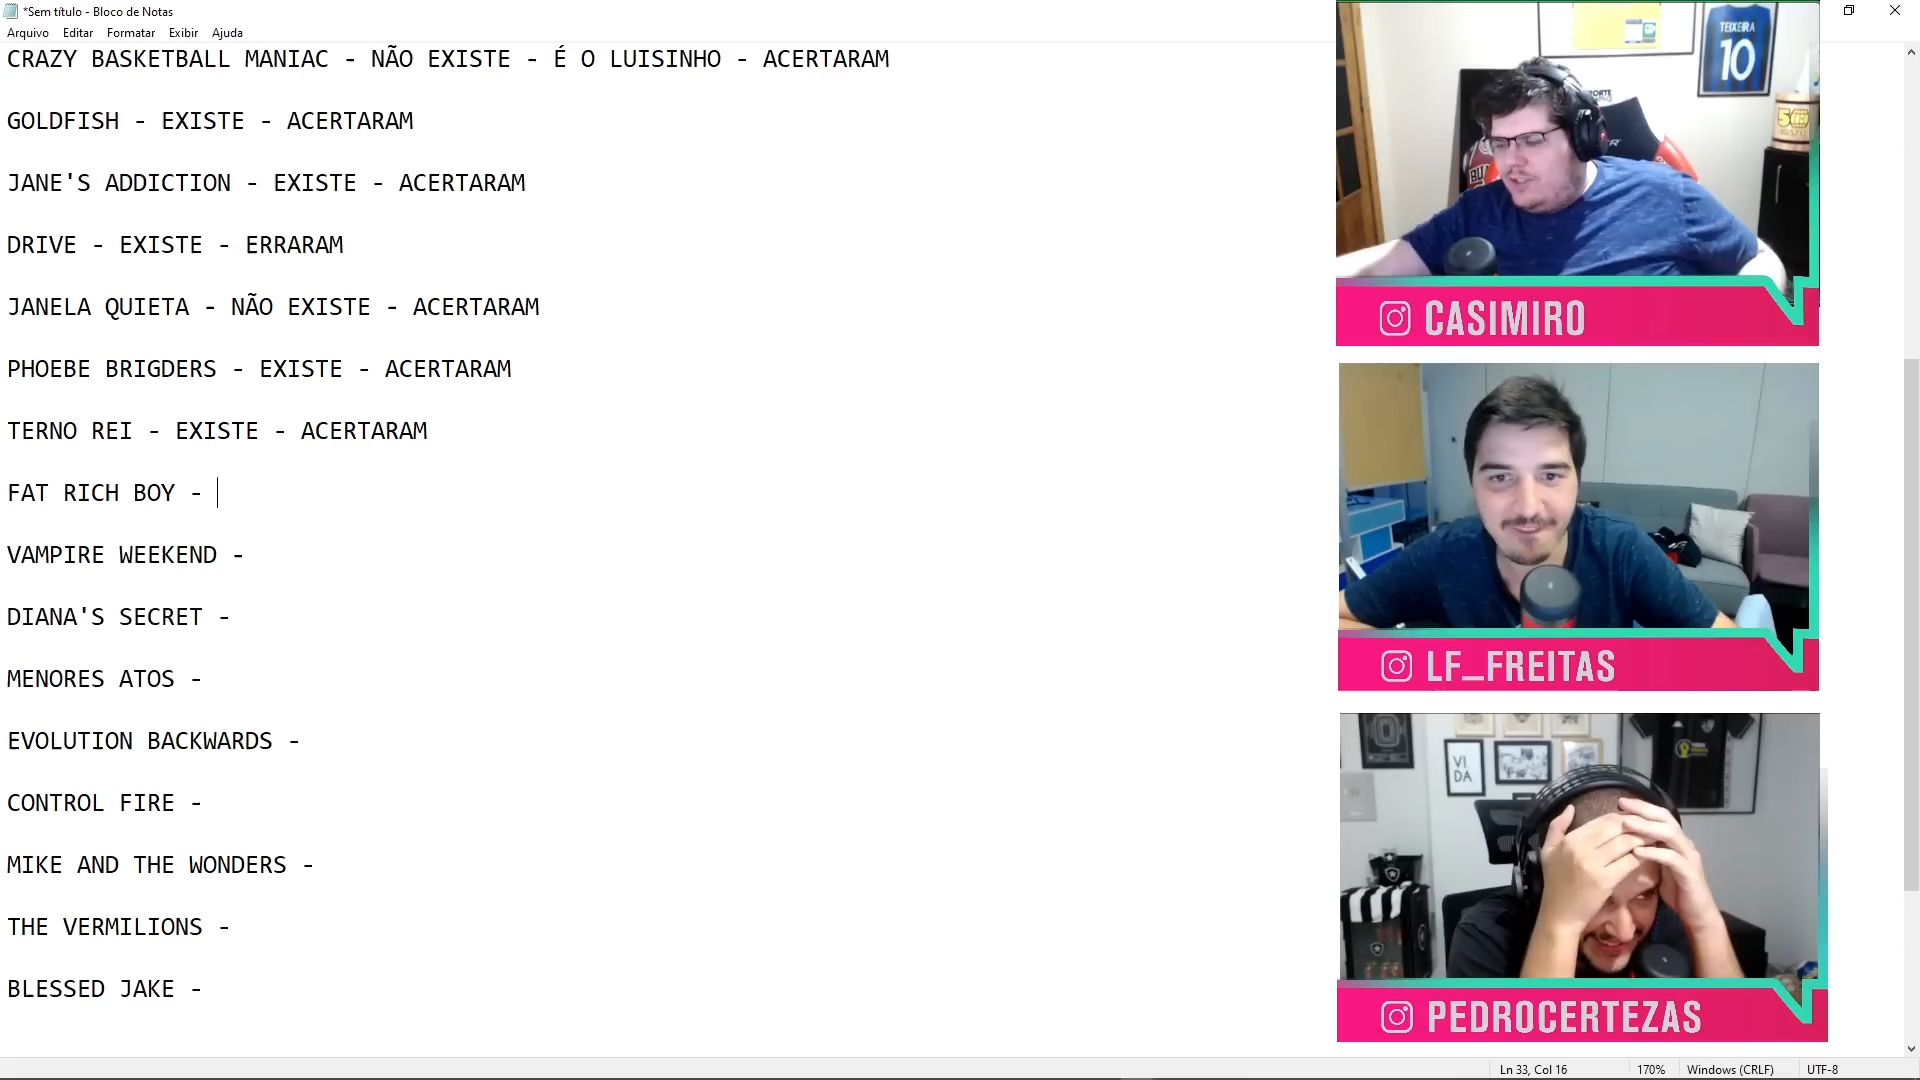 *Sem título - Bloco de Notas
Arquivo Editar Formatar Exibir Ajuda
CRAZY BASKETBALL MANIAC - NÃO EXISTE - É O LUISINHO - ACERTARAM
GOLDFISH - EXISTE - ACERTARAM
JANE'S ADDICTION - EXISTE - ACERTARAM
DRIVE - EXISTE - ERRARAM
JANELA QUIETA - NÃO EXISTE - ACERTARAM
PHOEBE BRIGDERS - EXISTE - ACERTARAM
TERNO REI - EXISTE - ACERTARAM
FAT RICH BOY -
VAMPIRE WEEKEND -
DIANA'S SECRET -
MENORES ATOS -
EVOLUTION BACKWARDS -
CONTROL FIRE -
MIKE AND THE WONDERS -
THE VERMILIONS -
BLESSED JAKE -
TEIXEIRA
10
CASIMIRO
LF_FREITAS
VI
DA
PEDROCERTEZAS
Ln 33, Col 16
170%
Windows (CRLF)
UTF-8